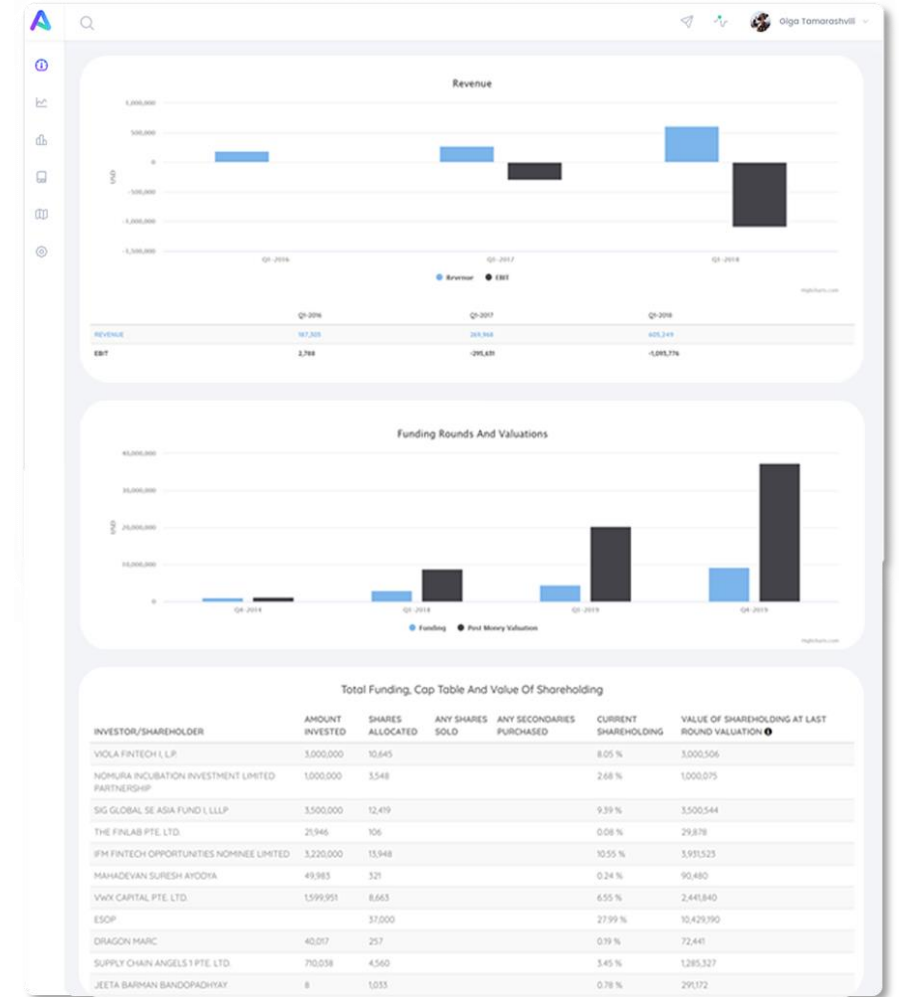 Olga Tamarashvili
Revenue
1,000,000
500,000
0
-500,000
-1,000,000
-1,500,000
USD
Q1-2016
Q1-2017
Q1-2018
Revenue EBIT
Highcharts.com
Q1-2016 Q1-2017 Q1-2018
REVENUE 187,305 269,968 605,249
EBIT 2,788 -295,631 -1,093,776
Funding Rounds And Valuations
40,000,000
30,000,000
20,000,000
10,000,000
0
USD
Q4-2014
Q1-2018
Q1-2019
Q4-2019
Funding Post Money Valuation
Highcharts.com
Total Funding, Cap Table And Value Of Shareholding
AMOUNT SHARES ANY SHARES ANY SECONDARIES CURRENT VALUE OF SHAREHOLDING AT LAST
INVESTOR/SHAREHOLDER INVESTED ALLOCATED SOLD PURCHASED SHAREHOLDING ROUND VALUATION
VIOLA FINTECH I, L.P. 3,000,000 10,645 8.05 % 3,000,506
NOMURA INCUBATION INVESTMENT LIMITED 1,000,000 3,548 2.68 % 1,000,075
PARTNERSHIP
SIG GLOBAL SE ASIA FUND I, LLLP 3,500,000 12,419 9.39 % 3,500,544
THE FINLAB PTE. LTD. 21,946 106 0.08 % 29,878
IFM FINTECH OPPORTUNITIES NOMINEE LIMITED 3,220,000 13,948 10.55 % 3,931,523
MAHADEVAN SURESH AYOOYA 49,983 321 0.24 % 90,480
VWX CAPITAL PTE. LTD. 1,599,951 8,663 6.55 % 2,441,840
ESOP 37,000 27.99 % 10,429,190
DRAGON MARC 40,017 257 0.19 % 72,441
SUPPLY CHAIN ANGELS 1 PTE. LTD. 710,038 4,560 3.45 % 1,285,327
JEETA BARMAN BANDOPADHYAY 8 1,033 0.78 % 291,172